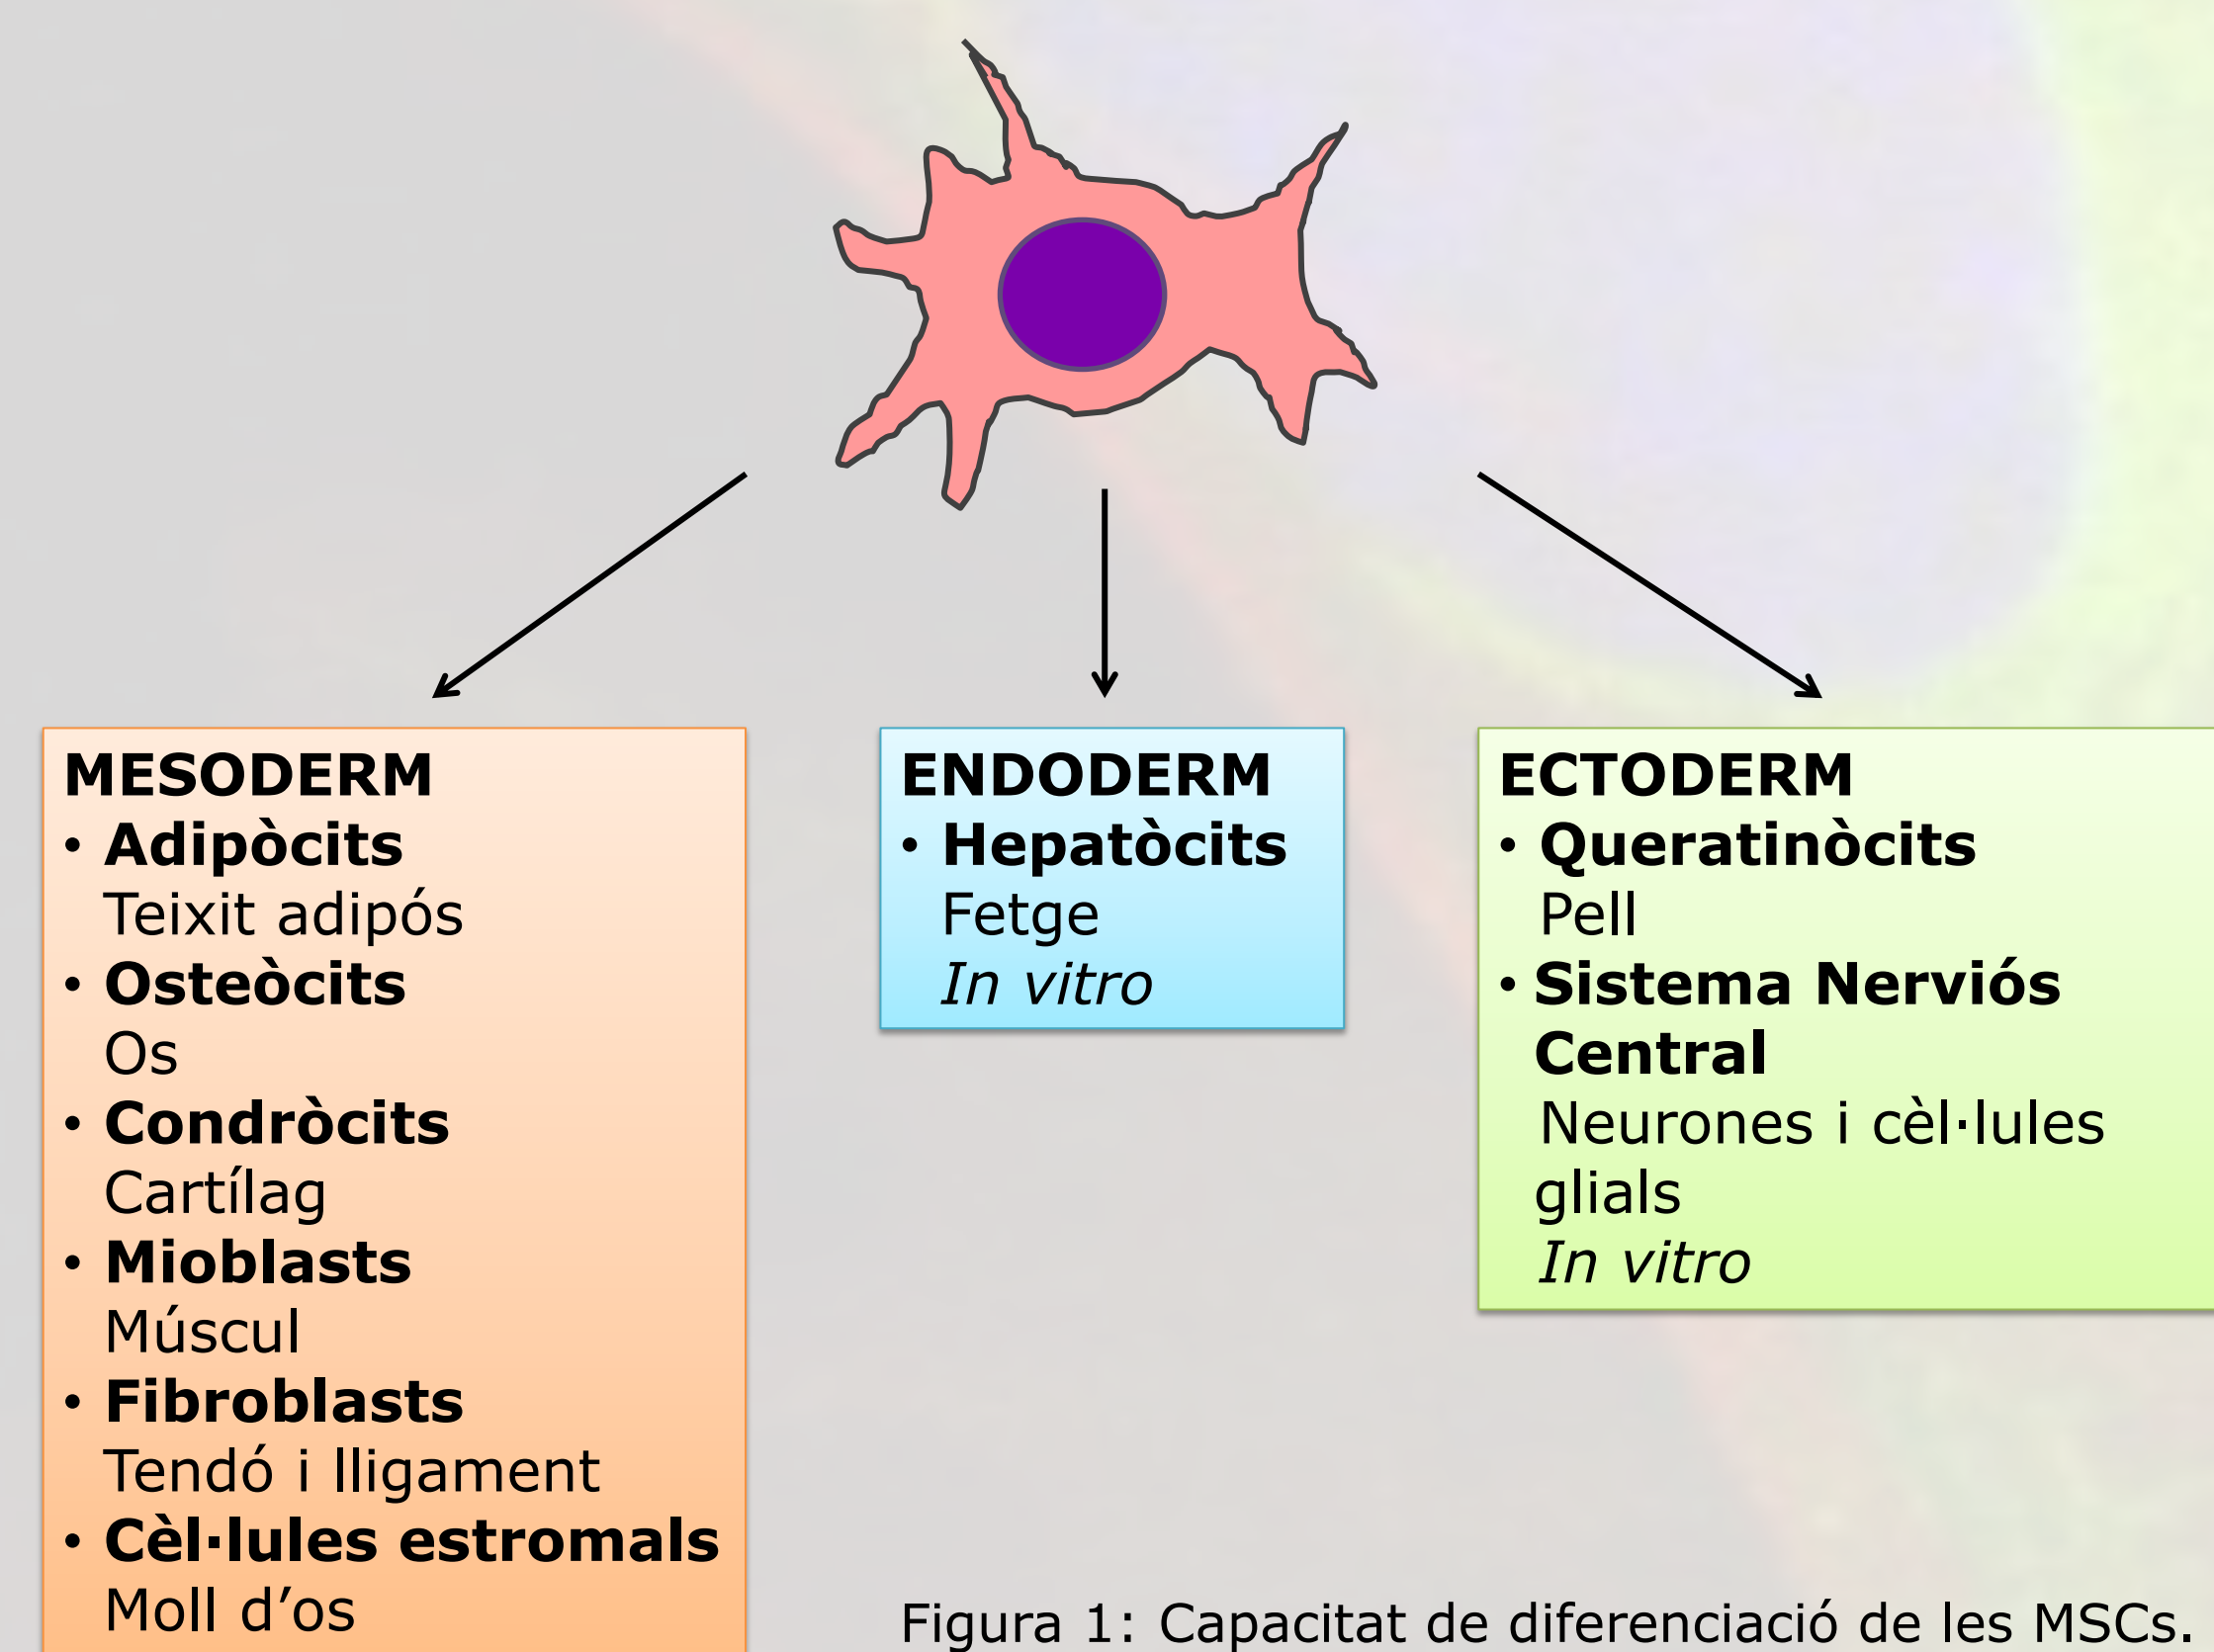 MESODERM
• Adipòcits
Teixit adipós
• Osteòcits
Os
• Condròcits
Cartílag
• Mioblasts
Múscul
• Fibroblasts
Tendó i lligament
• Cèl·lules estromals
Moll d’os
ENDODERM
• Hepatòcits
Fetge
In vitro
ECTODERM
• Queratinòcits
Pell
• Sistema Nerviós
Central
Neurones i cèl·lules
glials
In vitro
Figura 1: Capacitat de diferenciació de les MSCs.